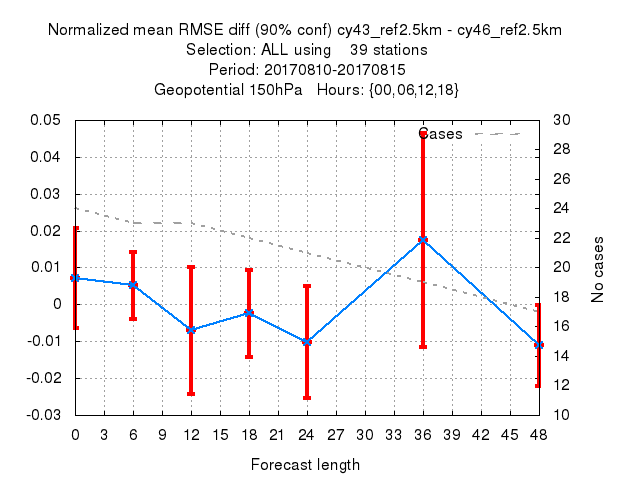 Normalized mean RMSE diff (90% conf) cy43_ref2.5km - cy46_ref2.5km
Selection: ALL using    39 stations
Period: 20170810-20170815
Geopotential 150hPa   Hours: {00,06,12,18}
Cases
0.05
0.04
0.03
0.02
0.01
0
-0.01
-0.02
-0.03
30
28
26
24
22
20
18
16
14
12
10
No cases
0 3 6 9 12 15 18 21 24 27 30 33 36 39 42 45 48
Forecast length